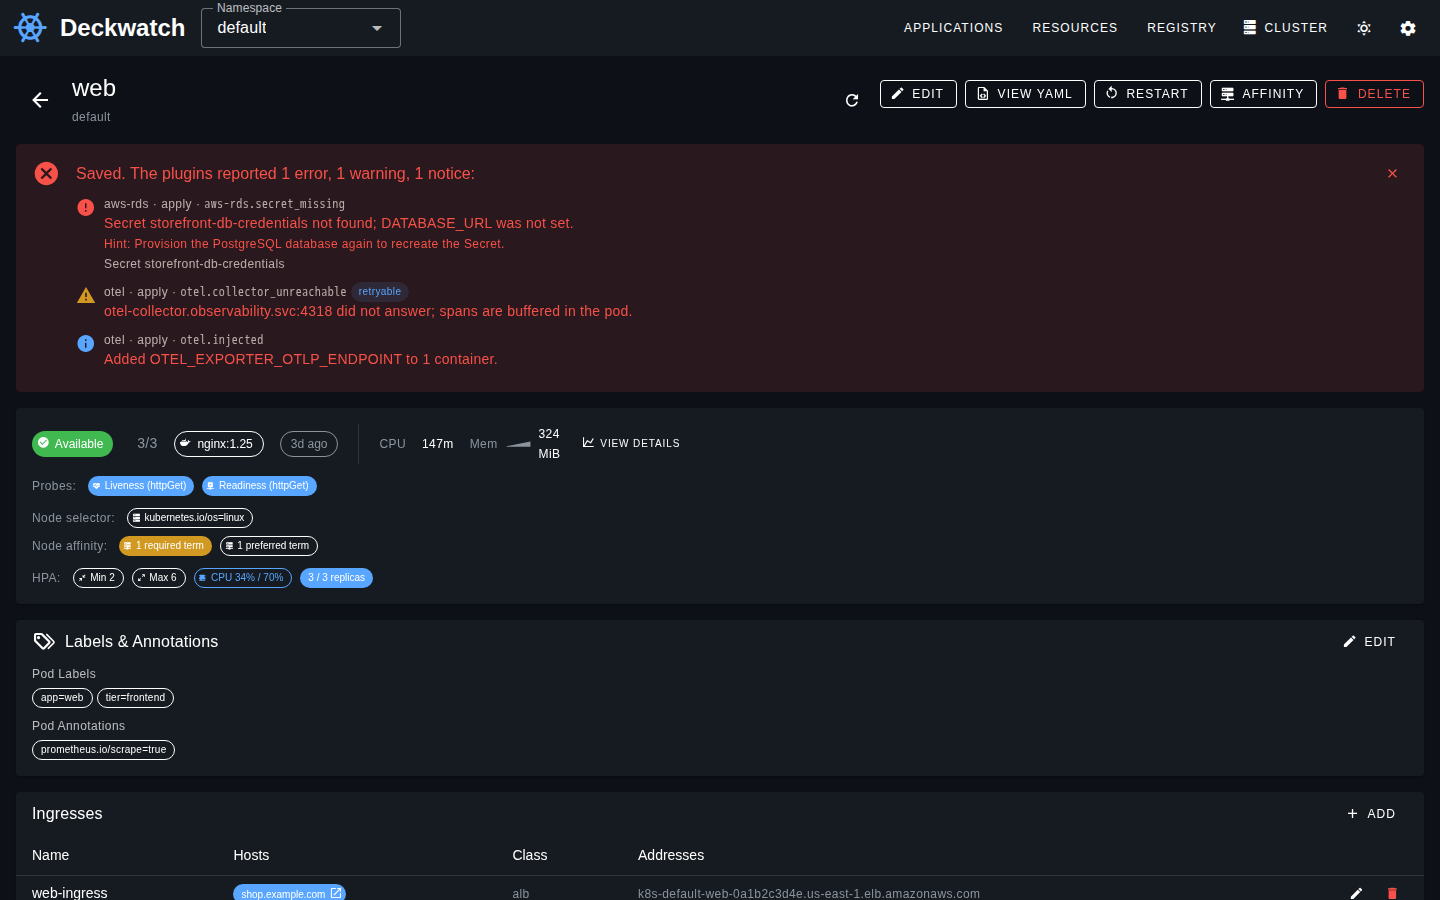 Deckwatch
Namespace
default
APPLICATIONS RESOURCES REGISTRY CLUSTER
web
default
EDIT VIEW YAML RESTART AFFINITY DELETE
Saved. The plugins reported 1 error, 1 warning, 1 notice:
aws-rds · apply · aws-rds.secret_missing
Secret storefront-db-credentials not found; DATABASE_URL was not set.
Hint: Provision the PostgreSQL database again to recreate the Secret.
Secret storefront-db-credentials
otel · apply · otel.collector_unreachable retryable
otel-collector.observability.svc:4318 did not answer; spans are buffered in the pod.
otel · apply · otel.injected
Added OTEL_EXPORTER_OTLP_ENDPOINT to 1 container.
Available 3/3 nginx:1.25 3d ago CPU 147m Mem 324 MiB VIEW DETAILS
Probes: Liveness (httpGet) Readiness (httpGet)
Node selector: kubernetes.io/os=linux
Node affinity: 1 required term 1 preferred term
HPA: Min 2 Max 6 CPU 34% / 70% 3 / 3 replicas
Labels & Annotations EDIT
Pod Labels
app=web tier=frontend
Pod Annotations
prometheus.io/scrape=true
Ingresses ADD
Name Hosts Class Addresses
web-ingress shop.example.com alb k8s-default-web-0a1b2c3d4e.us-east-1.elb.amazonaws.com